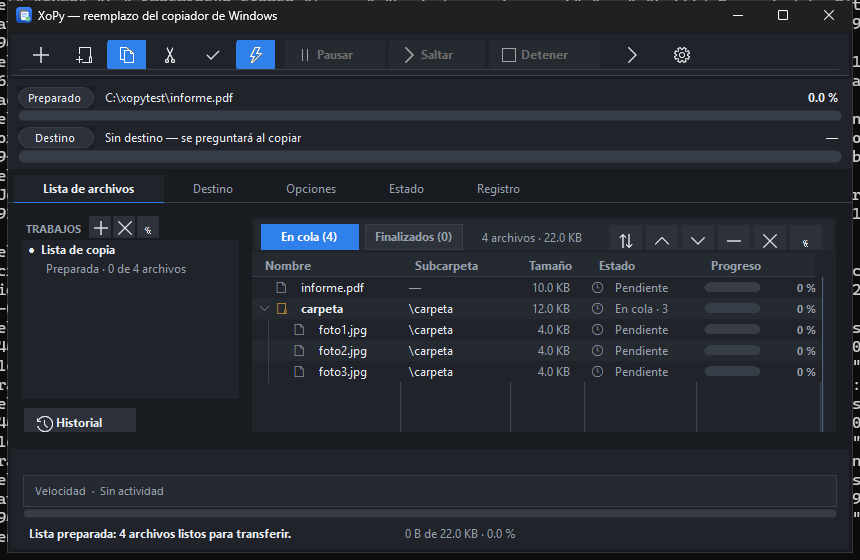 XoPy — reemplazo del copiador de Windows
Pausar Saltar Detener
Preparado C:\xopytest\informe.pdf 0.0 %
Destino Sin destino — se preguntará al copiar —
Lista de archivos Destino Opciones Estado Registro
TRABAJOS
Lista de copia
Preparada · 0 de 4 archivos
Historial
En cola (4) Finalizados (0) 4 archivos · 22.0 KB
Nombre Subcarpeta Tamaño Estado Progreso
informe.pdf — 10.0 KB Pendiente 0 %
carpeta \carpeta 12.0 KB En cola · 3 0 %
foto1.jpg \carpeta 4.0 KB Pendiente 0 %
foto2.jpg \carpeta 4.0 KB Pendiente 0 %
foto3.jpg \carpeta 4.0 KB Pendiente 0 %
Velocidad · Sin actividad
Lista preparada: 4 archivos listos para transferir. 0 B de 22.0 KB · 0.0 %